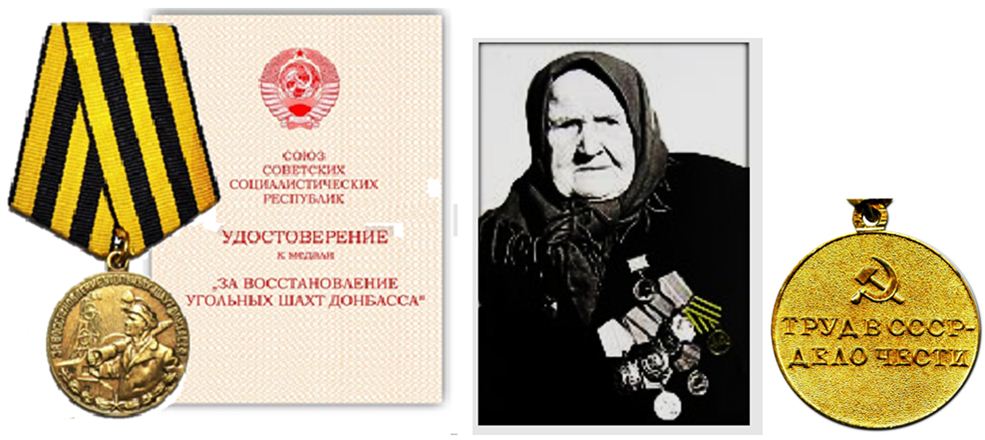 СОЮЗ
СОВЕТСКИХ
СОЦИАЛИСТИЧЕСКИХ
РЕСПУБЛИК
УДОСТОВЕРЕНИЕ
к медали
„ЗА ВОССТАНОВЛЕНИЕ
УГОЛЬНЫХ ШАХТ ДОНБАССА"
ТРУД В СССР-
ДЕЛО ЧЕСТИ